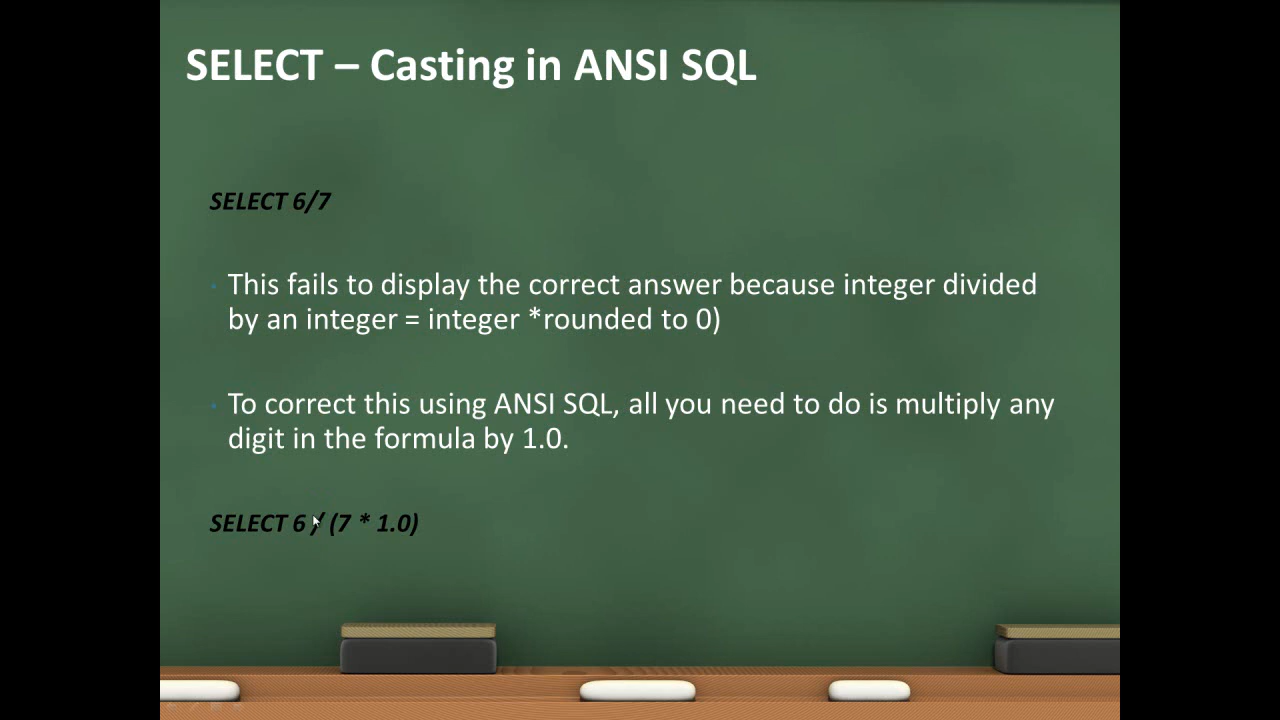 SELECT – Casting in ANSI SQL
SELECT 6/7
This fails to display the correct answer because integer divided
by an integer = integer *rounded to 0)
To correct this using ANSI SQL, all you need to do is multiply any
digit in the formula by 1.0.
SELECT 6 / (7 * 1.0)